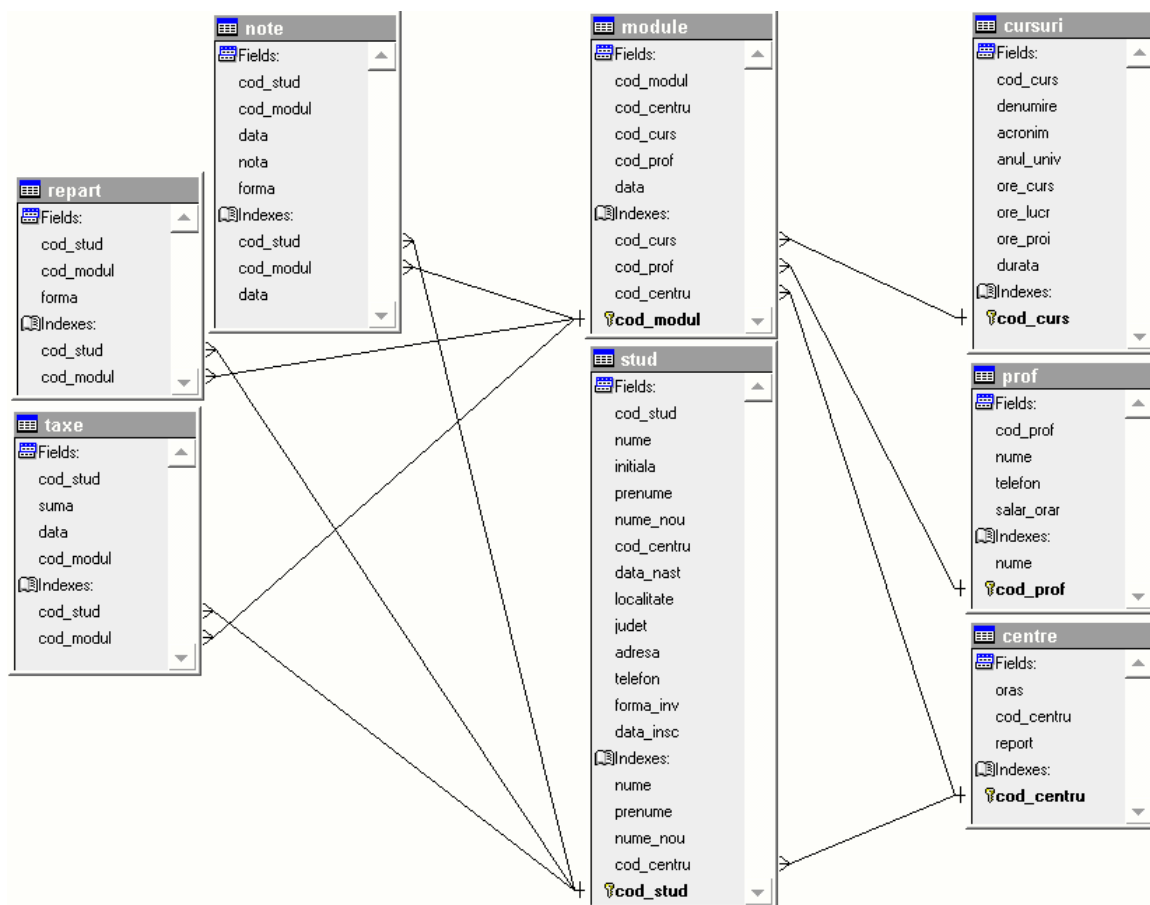 note
Fields:
cod_stud
cod_modul
data
nota
forma
Indexes:
cod_stud
cod_modul
data
module
Fields:
cod_modul
cod_centru
cod_curs
cod_prof
data
Indexes:
cod_curs
cod_prof
cod_centru
cod_modul
cursuri
Fields:
cod_curs
denumire
acronim
anul_univ
ore_curs
ore_lucr
ore_proi
durata
Indexes:
cod_curs
repart
Fields:
cod_stud
cod_modul
forma
Indexes:
cod_stud
cod_modul
stud
Fields:
cod_stud
nume
initiala
prenume
nume_nou
cod_centru
data_nast
localitate
judet
adresa
telefon
forma_inv
data_insc
Indexes:
nume
prenume
nume_nou
cod_centru
cod_stud
prof
Fields:
cod_prof
nume
telefon
salar_orar
Indexes:
nume
cod_prof
taxe
Fields:
cod_stud
suma
data
cod_modul
Indexes:
cod_stud
cod_modul
centre
Fields:
oras
cod_centru
report
Indexes:
cod_centru